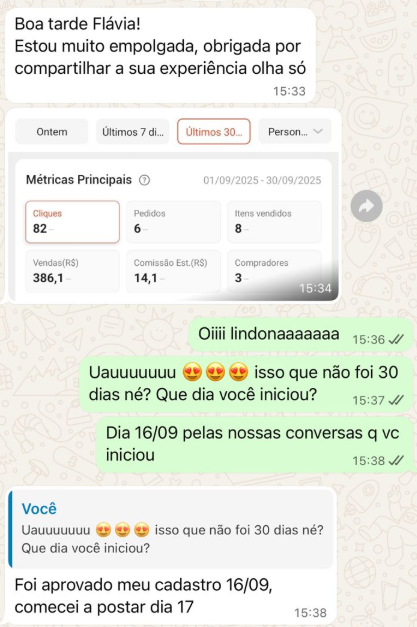 Boa tarde Flávia!
Estou muito empolgada, obrigada por
compartilhar a sua experiência olha só
15:33
Ontem
Últimos 7 di...
Últimos 30...
Person...
Métricas Principais
01/09/2025 - 30/09/2025
Cliques
Pedidos
Itens vendidos
82 --
6 --
8 --
Vendas(R$)
Comissão Est.(R$)
Compradores
386,1 --
14,1 --
3 --
15:34
Oiiii lindonaaaaaaa 15:36
Uauuuuuuu 😍 😍 😍 isso que não foi 30
dias né? Que dia você iniciou? 15:37
Dia 16/09 pelas nossas conversas q vc
iniciou 15:38
Você
Uauuuuuuu 😍 😍 😍 isso que não foi 30 dias né?
Que dia você iniciou?
Foi aprovado meu cadastro 16/09,
comecei a postar dia 17 15:38